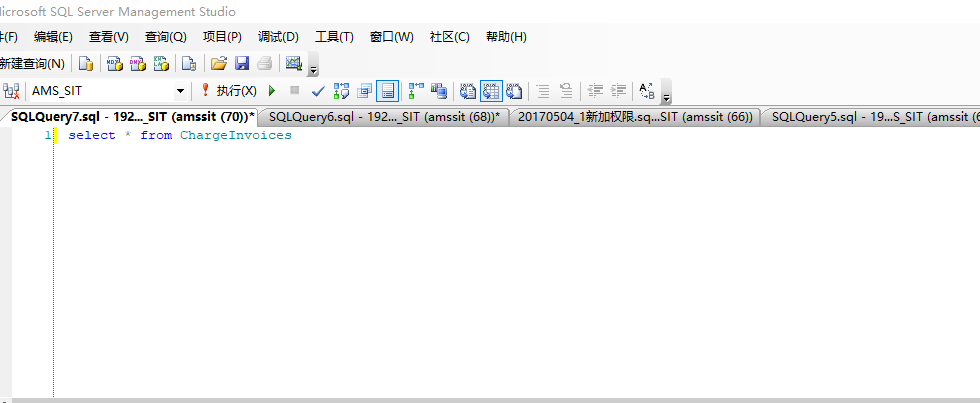 icrosoft SQL Server Management Studio
件(F) 编辑(E) 查看(V) 查询(Q) 项目(P) 调试(D) 工具(T) 窗口(W) 社区(C) 帮助(H)
新建查询(N)
AMS_SIT 执行(X)
SQLQuery7.sql - 192..._SIT (amssit (70))* SQLQuery6.sql - 192..._SIT (amssit (68))* 20170504_1新加权限.sq...SIT (amssit (66)) SQLQuery5.sql - 19...S_SIT (amssit (6
1 select * from ChargeInvoices